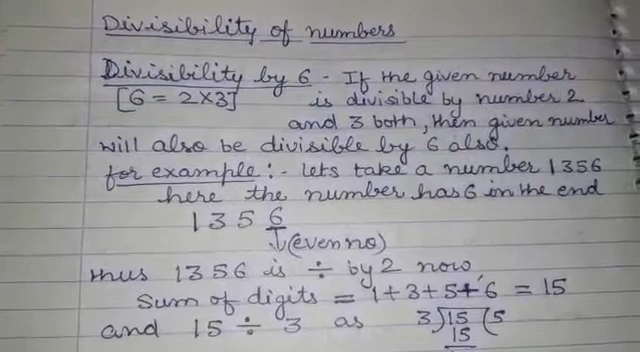 Divisibility of numbers
Divisibility by 6 - If the given number
[6 = 2×3] is divisible by number 2
and 3 both, then given number
will also be divisible by 6 also.
for example:- lets take a number 1356
here the number has 6 in the end
1 3 5 6
↓(even no)
thus 1356 is ÷ by 2 now,
Sum of digits = 1+3+5+6 = 15
and 15 ÷ 3 as 3)15(5
15